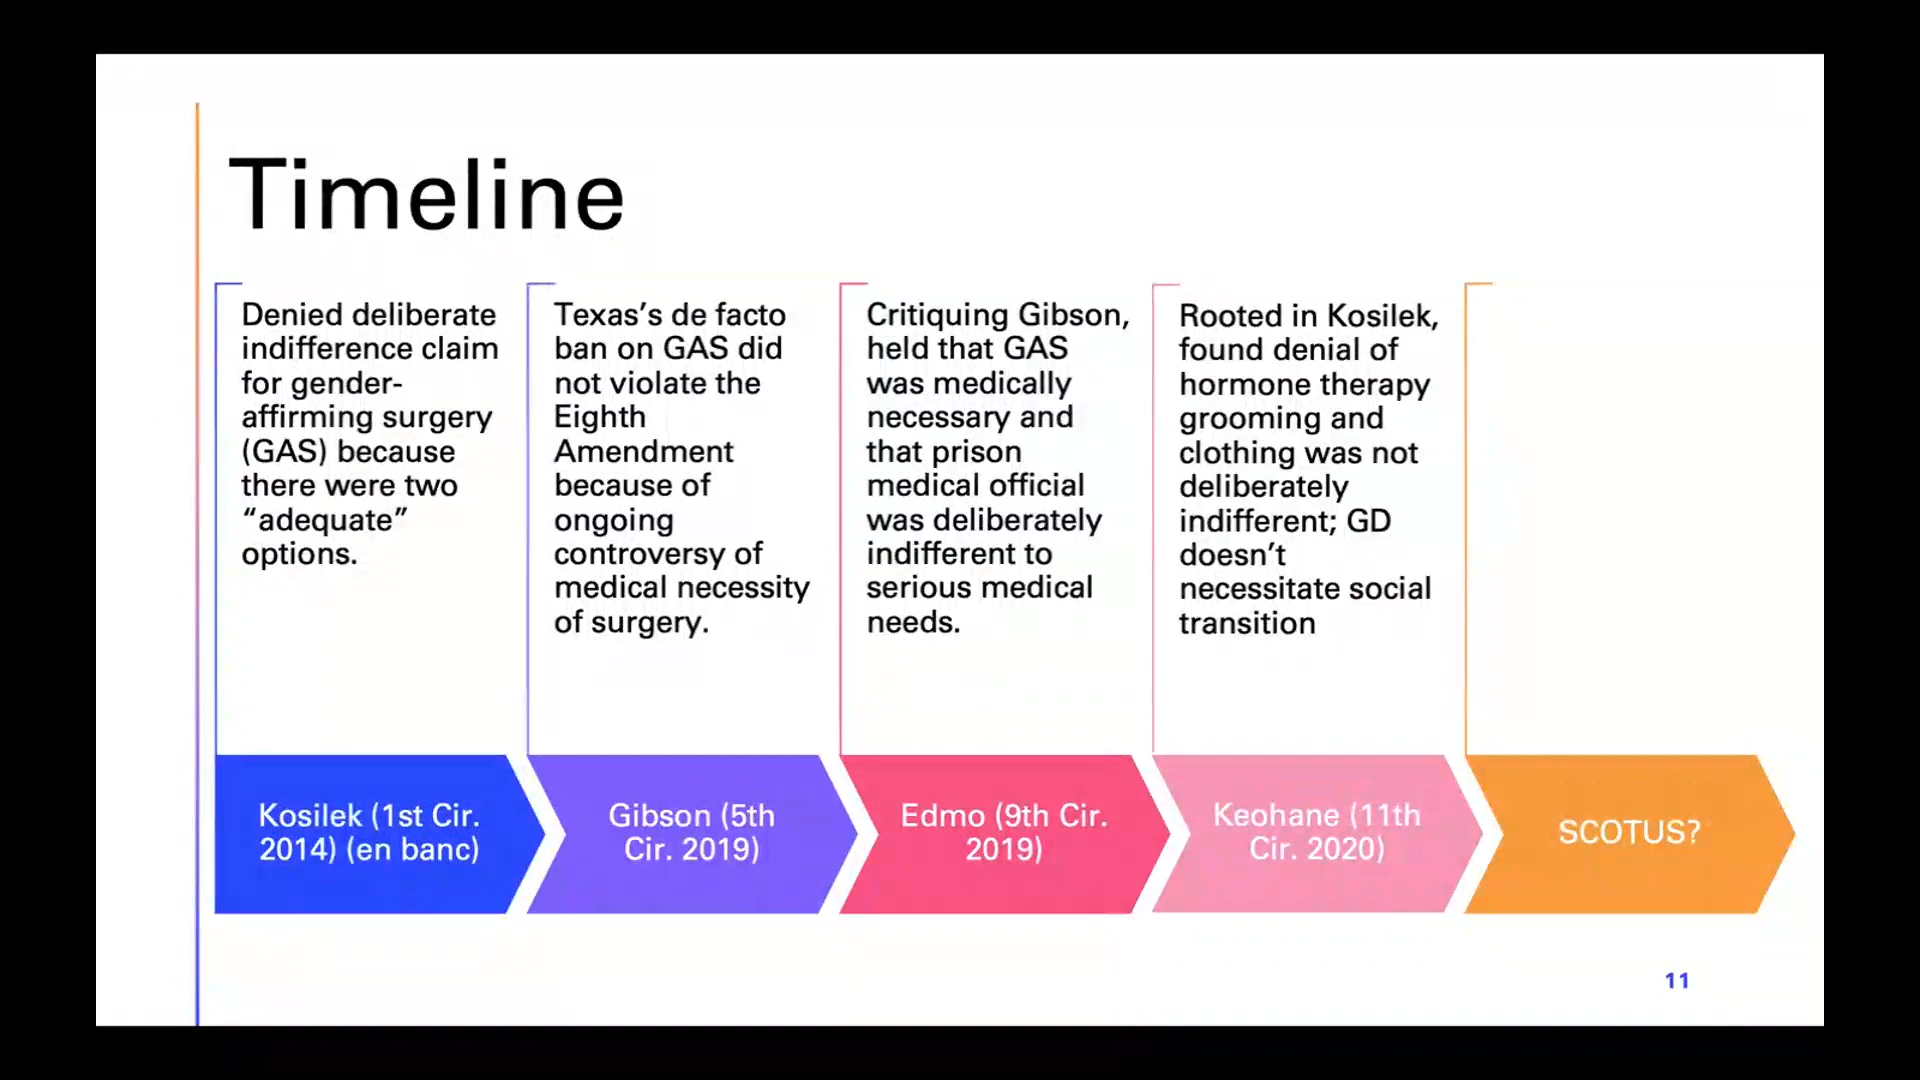 Timeline
Denied deliberate
indifference claim
for gender-
affirming surgery
(GAS) because
there were two
“adequate”
options.
Texas’s de facto
ban on GAS did
not violate the
Eighth
Amendment
because of
ongoing
controversy of
medical necessity
of surgery.
Critiquing Gibson,
held that GAS
was medically
necessary and
that prison
medical official
was deliberately
indifferent to
serious medical
needs.
Rooted in Kosilek,
found denial of
hormone therapy
grooming and
clothing was not
deliberately
indifferent; GD
doesn’t
necessitate social
transition
Kosilek (1st Cir.
2014) (en banc)
Gibson (5th
Cir. 2019)
Edmo (9th Cir.
2019)
Keohane (11th
Cir. 2020)
SCOTUS?
11